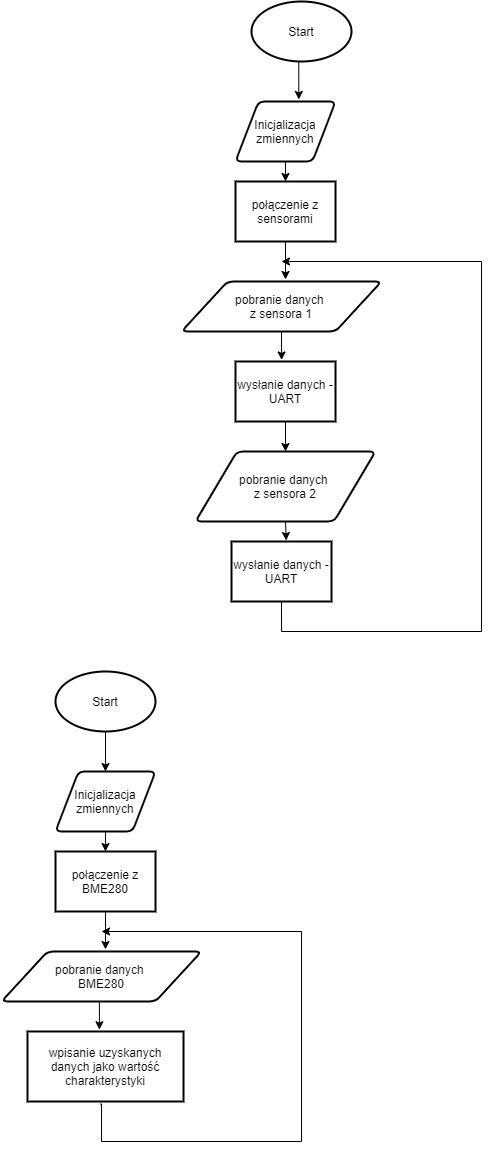 Start
Inicjalizacja
zmiennych
połączenie z
sensorami
pobranie danych
z sensora 1
wysłanie danych -
UART
pobranie danych
z sensora 2
wysłanie danych -
UART
Start
Inicjalizacja
zmiennych
połączenie z
BME280
pobranie danych
BME280
wpisanie uzyskanych
danych jako wartość
charakterystyki